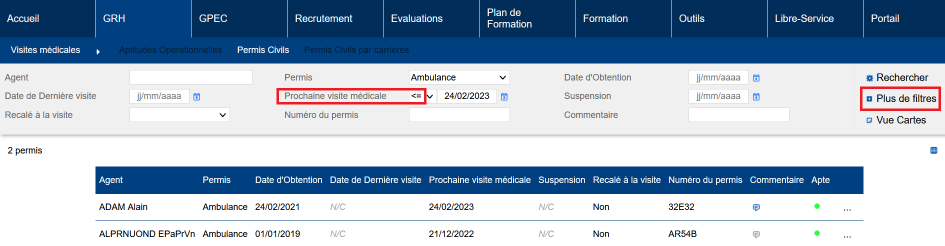 Accueil GRH GPEC Recrutement Evaluations Plan de Formation Formation Outils Libre-Service Portail
Visites médicales Aptitudes Operationnelles Permis Civils Permis Civils par carrieres
Agent Permis Ambulance Date d'Obtention jj/mm/aaaa Rechercher
Date de Dernière visite jj/mm/aaaa Prochaine visite médicale <= 24/02/2023 Suspension jj/mm/aaaa Plus de filtres
Recalé à la visite Numéro du permis Commentaire Vue Cartes
2 permis
Agent Permis Date d'Obtention Date de Dernière visite Prochaine visite médicale Suspension Recalé à la visite Numéro du permis Commentaire Apte
ADAM Alain Ambulance 24/02/2021 N/C 24/02/2023 N/C Non 32E32 ...
ALPRNUOND EPaPrVn Ambulance 01/01/2019 N/C 21/12/2022 N/C Non AR54B ...